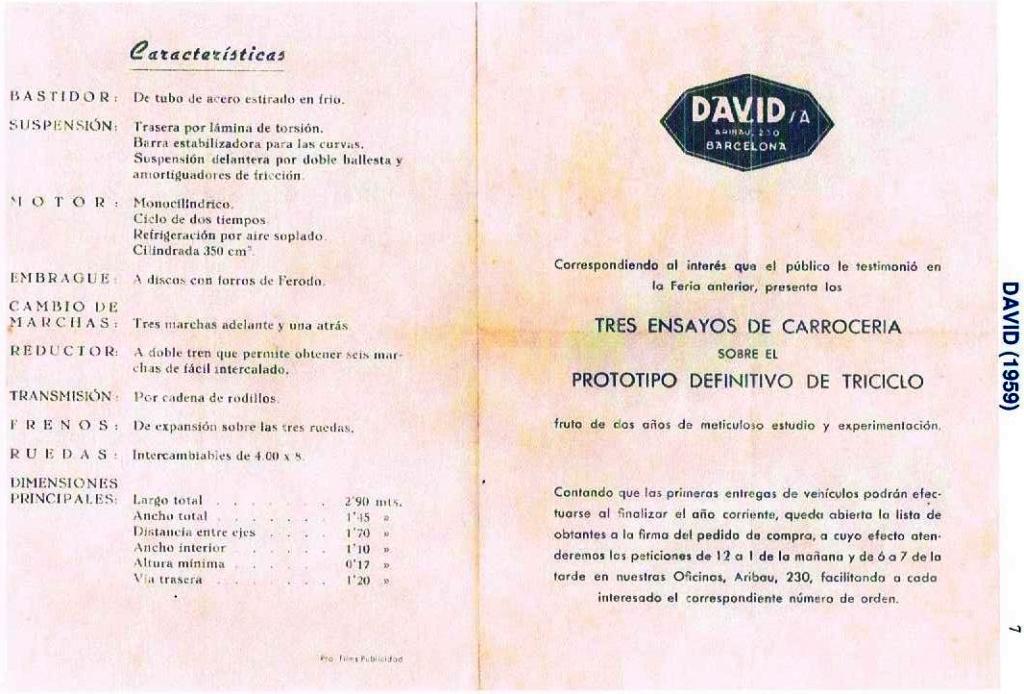 Características
BASTIDOR: De tubo de acero estirado en frio.
SUSPENSIÓN: Trasera por lámina de torsión.
Barra estabilizadora para las curvas.
Suspensión delantera por doble ballesta y
amortiguadores de fricción.
MOTOR: Monocilíndrico.
Ciclo de dos tiempos.
Refrigeración por aire soplado.
Cilindrada 350 cm³.
EMBRAGUE: A discos con forros de Ferodo.
CAMBIO DE
MARCHAS: Tres marchas adelante y una atrás
REDUCTOR: A doble tren que permite obtener seis mar-
chas de fácil intercalado.
TRANSMISIÓN: Por cadena de rodillos.
FRENOS: De expansión sobre las tres ruedas.
RUEDAS: Intercambiables de 4.00 x 8.
DIMENSIONES
PRINCIPALES: Largo total . . . . . . . 2'90 mts.
Ancho total . . . . . . . 1'45 »
Distancia entre ejes . . . . 1'70 »
Ancho interior . . . . . 1'10 »
Altura mínima . . . . . 0'17 »
Vía trasera . . . . . . . 1'20 »
Pro Films Publicidad
DAVID S/A
ARIBAU, 230
BARCELONA
Correspondiendo al interés que el público le testimonió en
la Feria anterior, presenta los
TRES ENSAYOS DE CARROCERIA
SOBRE EL
PROTOTIPO DEFINITIVO DE TRICICLO
fruto de dos años de meticuloso estudio y experimentación.
Contando que las primeras entregas de vehículos podrán efec-
tuarse al finalizar el año corriente, queda abierta la lista de
obtantes a la firma del pedido de compra, a cuyo efecto aten-
deremos las peticiones de 12 a 1 de la mañana y de 6 a 7 de la
tarde en nuestras Oficinas, Aribau, 230, facilitando a cada
interesado el correspondiente número de orden.
DAVID (1959)
7